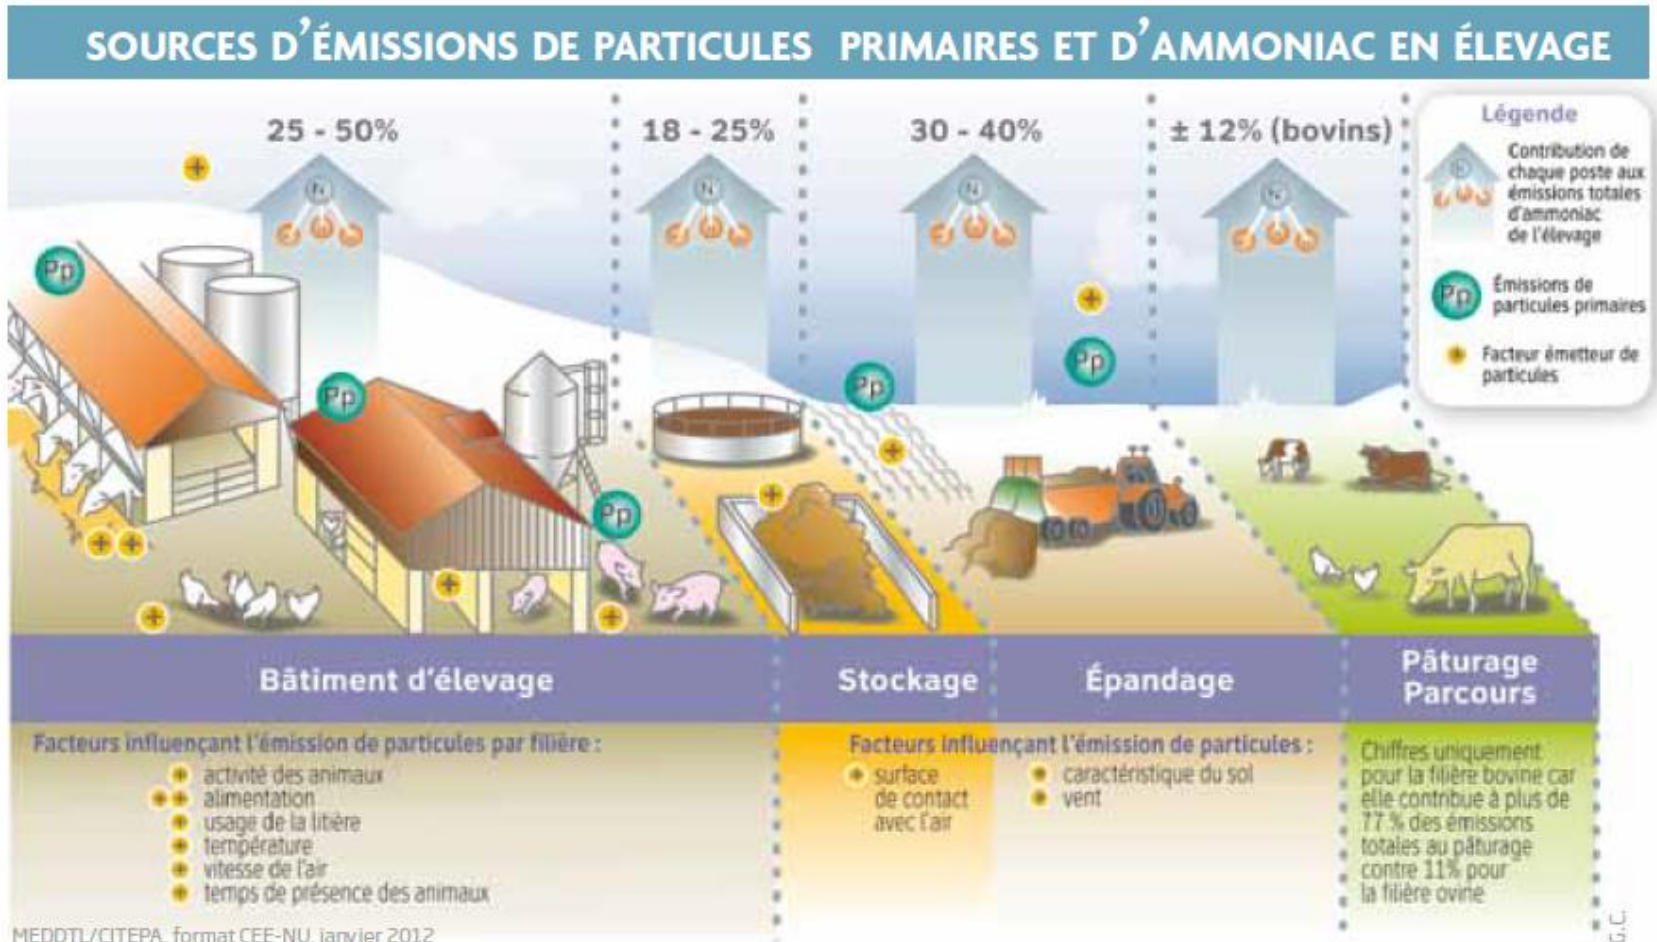 SOURCES D'ÉMISSIONS DE PARTICULES PRIMAIRES ET D'AMMONIAC EN ÉLEVAGE
25 - 50%
18 - 25%
30 - 40%
± 12% (bovins)
Légende
Contribution de
chaque poste aux
émissions totales
d'ammoniac
de l'élevage
Pp
Émissions de
particules primaires
Facteur émetteur de
particules
N
N
N
N
Pp
Pp
Pp
Pp
Pp
Bâtiment d'élevage
Stockage
Épandage
Pâturage
Parcours
Facteurs influençant l'émission de particules par filière :
+ activité des animaux
++ alimentation
+ usage de la litière
+ température
+ vitesse de l'air
+ temps de présence des animaux
Facteurs influençant l'émission de particules :
+ surface
de contact
avec l'air
+ caractéristique du sol
+ vent
Chiffres uniquement
pour la filière bovine car
elle contribue à plus de
77 % des émissions
totales au pâturage
contre 11% pour
la filière ovine
MEDDTL/CITEPA, format CEE-NU, janvier 2012
G.C.